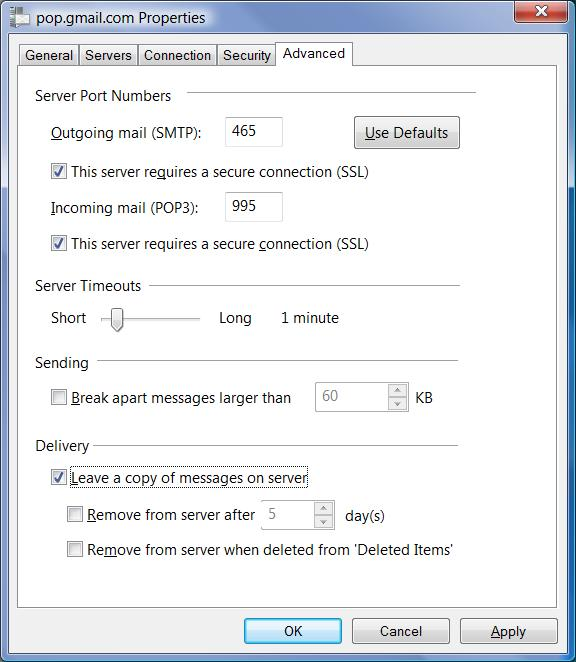 pop.gmail.com Properties
General Servers Connection Security Advanced
Server Port Numbers
Outgoing mail (SMTP): 465 Use Defaults
This server requires a secure connection (SSL)
Incoming mail (POP3): 995
This server requires a secure connection (SSL)
Server Timeouts
Short Long 1 minute
Sending
Break apart messages larger than 60 KB
Delivery
Leave a copy of messages on server
Remove from server after 5 day(s)
Remove from server when deleted from 'Deleted Items'
OK Cancel Apply